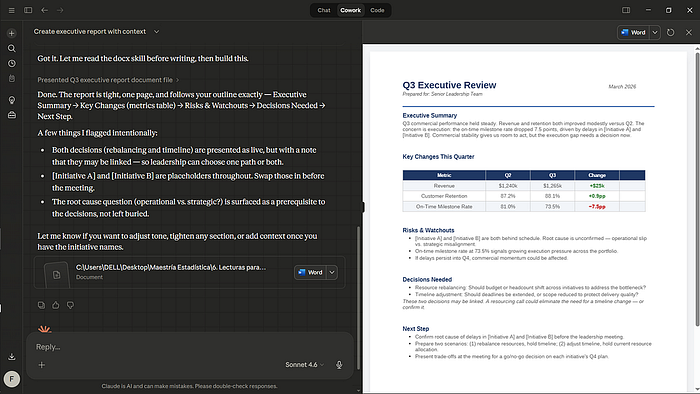 Chat Cowork Code
Create executive report with context
Got it. Let me read the docx skill before writing, then build this.
Presented Q3 executive report document file
Done. The report is tight, one page, and follows your outline exactly — Executive
Summary → Key Changes (metrics table) → Risks & Watchouts → Decisions Needed →
Next Step.
A few things I flagged intentionally:
• Both decisions (rebalancing and timeline) are presented as live, but with a note
that they may be linked — so leadership can choose one path or both.
• [Initiative A] and [Initiative B] are placeholders throughout. Swap those in before
the meeting.
• The root cause question (operational vs. strategic?) is surfaced as a prerequisite to
the decisions, not left buried.
Let me know if you want to adjust tone, tighten any section, or add context once you
have the initiative names.
C:\Users\DELL\Desktop\Maestría Estadística\6. Lecturas para...
Document
Word
Reply...
Sonnet 4.6
Claude is AI and can make mistakes. Please double-check responses.
F
Word
Q3 Executive Review
March 2026
Prepared for: Senior Leadership Team
Executive Summary
Q3 commercial performance held steady. Revenue and retention both improved modestly versus Q2. The
concern is execution: the on-time milestone rate dropped 7.5 points, driven by delays in [Initiative A] and
[Initiative B]. Commercial stability gives us room to act, but the execution gap needs a decision now.
Key Changes This Quarter
Metric Q2 Q3 Change
Revenue $1,240k $1,265k +$25k
Customer Retention 87.2% 88.1% +0.9pp
On-Time Milestone Rate 81.0% 73.5% −7.5pp
Risks & Watchouts
• [Initiative A] and [Initiative B] are both behind schedule. Root cause is unconfirmed — operational slip
vs. strategic misalignment.
• On-time milestone rate at 73.5% signals growing execution pressure across the portfolio.
• If delays persist into Q4, commercial momentum could be affected.
Decisions Needed
• Resource rebalancing: Should budget or headcount shift across initiatives to address the bottleneck?
• Timeline adjustment: Should deadlines be extended, or scope reduced to protect delivery quality?
These two decisions may be linked. A resourcing call could eliminate the need for a timeline change — or
confirm it.
Next Step
• Confirm root cause of delays in [Initiative A] and [Initiative B] before the leadership meeting.
• Prepare two scenarios: (1) rebalance resources, hold timeline; (2) adjust timeline, hold current resource
allocation.
• Present trade-offs at the meeting for a go/no-go decision on each initiative's Q4 plan.